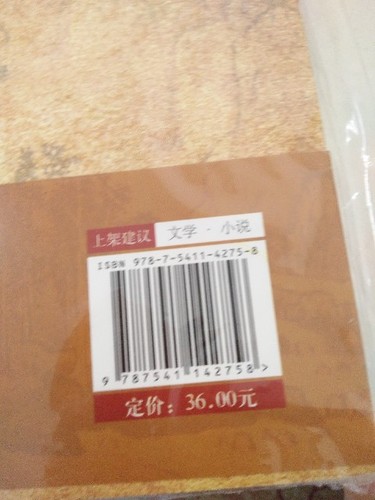 上架建议 文学 · 小说
ISBN 978-7-5411-4275-8
9 787541 142758 >
定价：36.00元